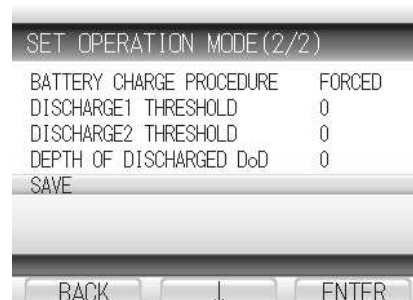 SET OPERATION MODE(2/2)
BATTERY CHARGE PROCEDURE FORCED
DISCHARGE1 THRESHOLD 0
DISCHARGE2 THRESHOLD 0
DEPTH OF DISCHARGED DoD 0
SAVE
BACK ↓ ENTER